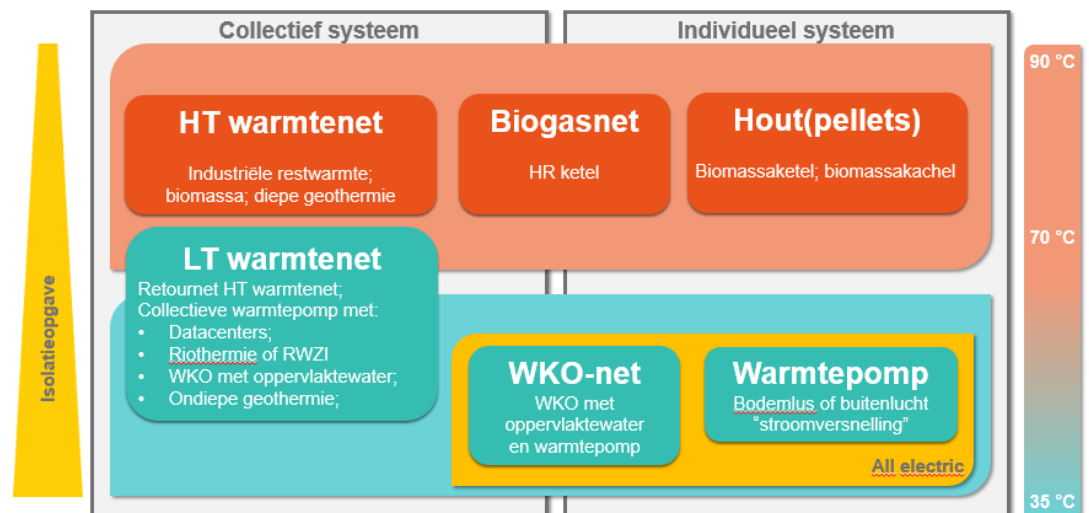 Collectief systeem
Individueel systeem
90 °C
HT warmtenet
Industriële restwarmte;
biomassa; diepe geothermie
Biogasnet
HR ketel
Hout(pellets)
Biomassaketel; biomassakachel
70 °C
Isolatieopgave
LT warmtenet
Retournet HT warmtenet;
Collectieve warmtepomp met:
• Datacenters;
• Riothermie of RWZI
• WKO met oppervlaktewater;
• Ondiepe geothermie;
WKO-net
WKO met
oppervlaktewater
en warmtepomp
Warmtepomp
Bodemlus of buitenlucht
“stroomversnelling”
All electric
35 °C